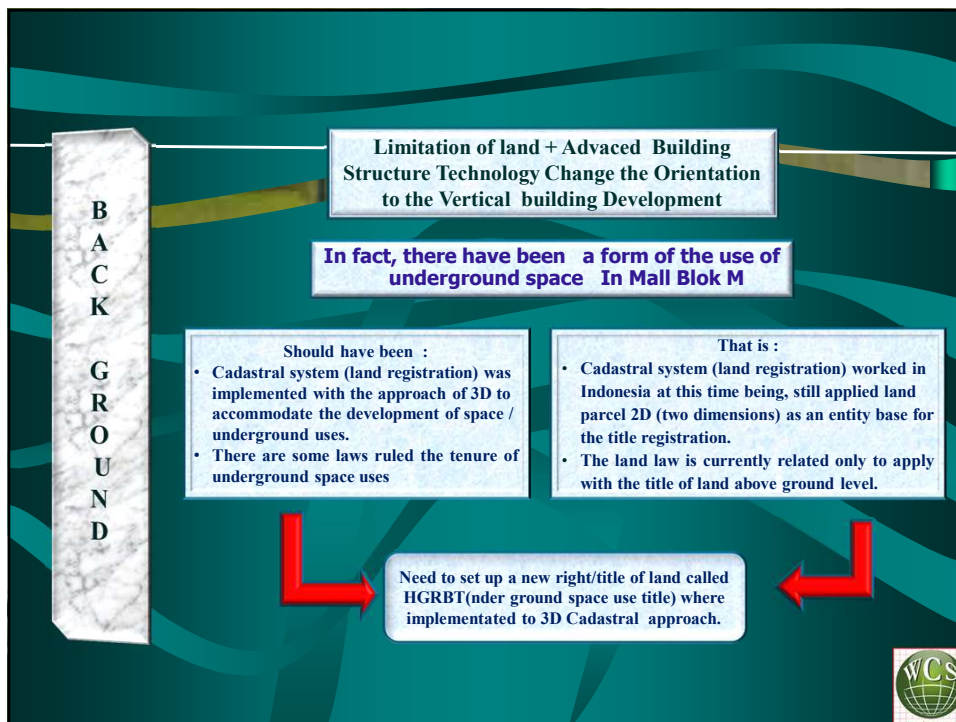 BACK GROUND
Limitation of land + Advaced Building
Structure Technology Change the Orientation
to the Vertical building Development
In fact, there have been a form of the use of
underground space In Mall Blok M
Should have been :
• Cadastral system (land registration) was
implemented with the approach of 3D to
accommodate the development of space /
underground uses.
• There are some laws ruled the tenure of
underground space uses
That is :
• Cadastral system (land registration) worked in
Indonesia at this time being, still applied land
parcel 2D (two dimensions) as an entity base for
the title registration.
• The land law is currently related only to apply
with the title of land above ground level.
Need to set up a new right/title of land called
HGRBT(nder ground space use title) where
implementated to 3D Cadastral approach.
WCS